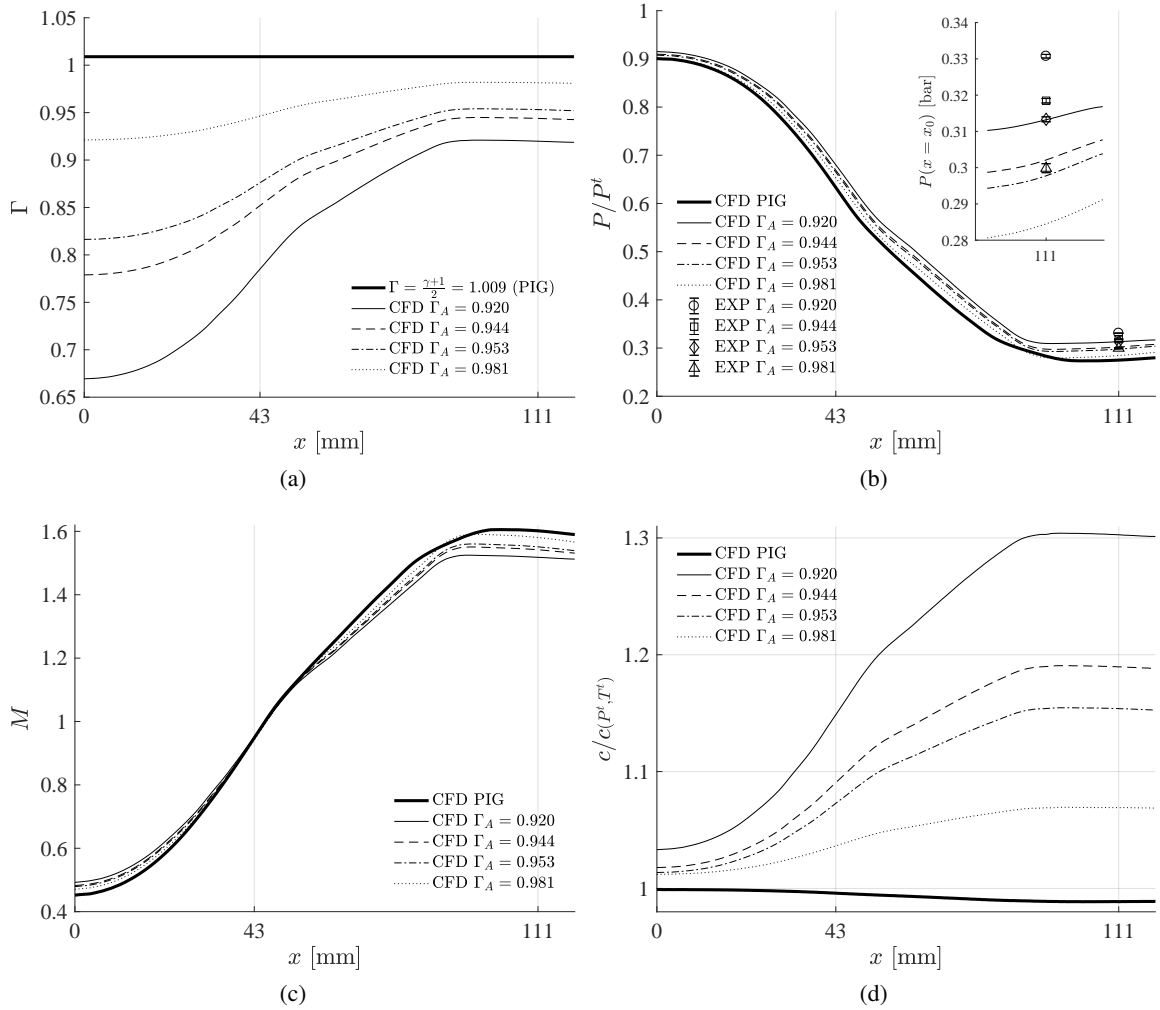 1.05
1
0.95
0.9
0.85
0.8
0.75
0.7
0.65
Γ
0
43
111
x [mm]
Γ = γ+1/2 = 1.009 (PIG)
CFD Γ_A = 0.920
CFD Γ_A = 0.944
CFD Γ_A = 0.953
CFD Γ_A = 0.981
(a)
1
0.9
0.8
0.7
0.6
0.5
0.4
0.3
0.2
P/P^t
0
43
111
x [mm]
CFD PIG
CFD Γ_A = 0.920
CFD Γ_A = 0.944
CFD Γ_A = 0.953
CFD Γ_A = 0.981
EXP Γ_A = 0.920
EXP Γ_A = 0.944
EXP Γ_A = 0.953
EXP Γ_A = 0.981
0.34
0.33
0.32
0.31
0.3
0.29
0.28
P(x = x_0) [bar]
111
(b)
1.6
1.4
1.2
1
0.8
0.6
0.4
M
0
43
111
x [mm]
CFD PIG
CFD Γ_A = 0.920
CFD Γ_A = 0.944
CFD Γ_A = 0.953
CFD Γ_A = 0.981
(c)
1.3
1.2
1.1
1
c/c(P^t,T^t)
0
43
111
x [mm]
CFD PIG
CFD Γ_A = 0.920
CFD Γ_A = 0.944
CFD Γ_A = 0.953
CFD Γ_A = 0.981
(d)